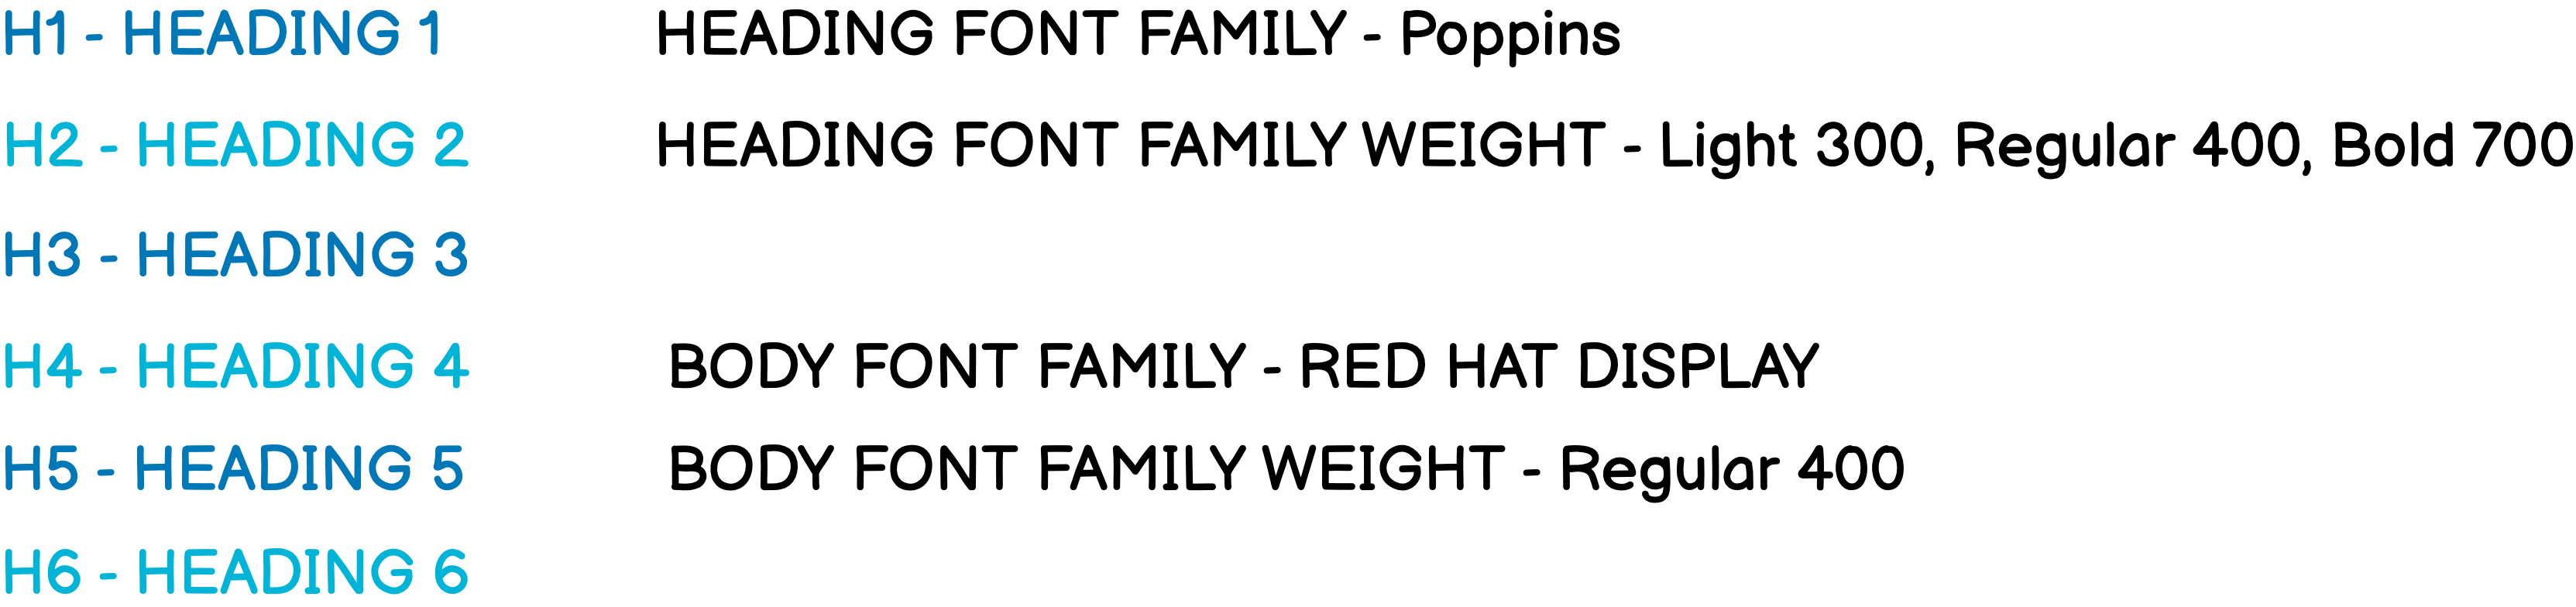 H1 - HEADING 1
HEADING FONT FAMILY - Poppins
H2 - HEADING 2
HEADING FONT FAMILY WEIGHT - Light 300, Regular 400, Bold 700
H3 - HEADING 3
H4 - HEADING 4
BODY FONT FAMILY - RED HAT DISPLAY
H5 - HEADING 5
BODY FONT FAMILY WEIGHT - Regular 400
H6 - HEADING 6